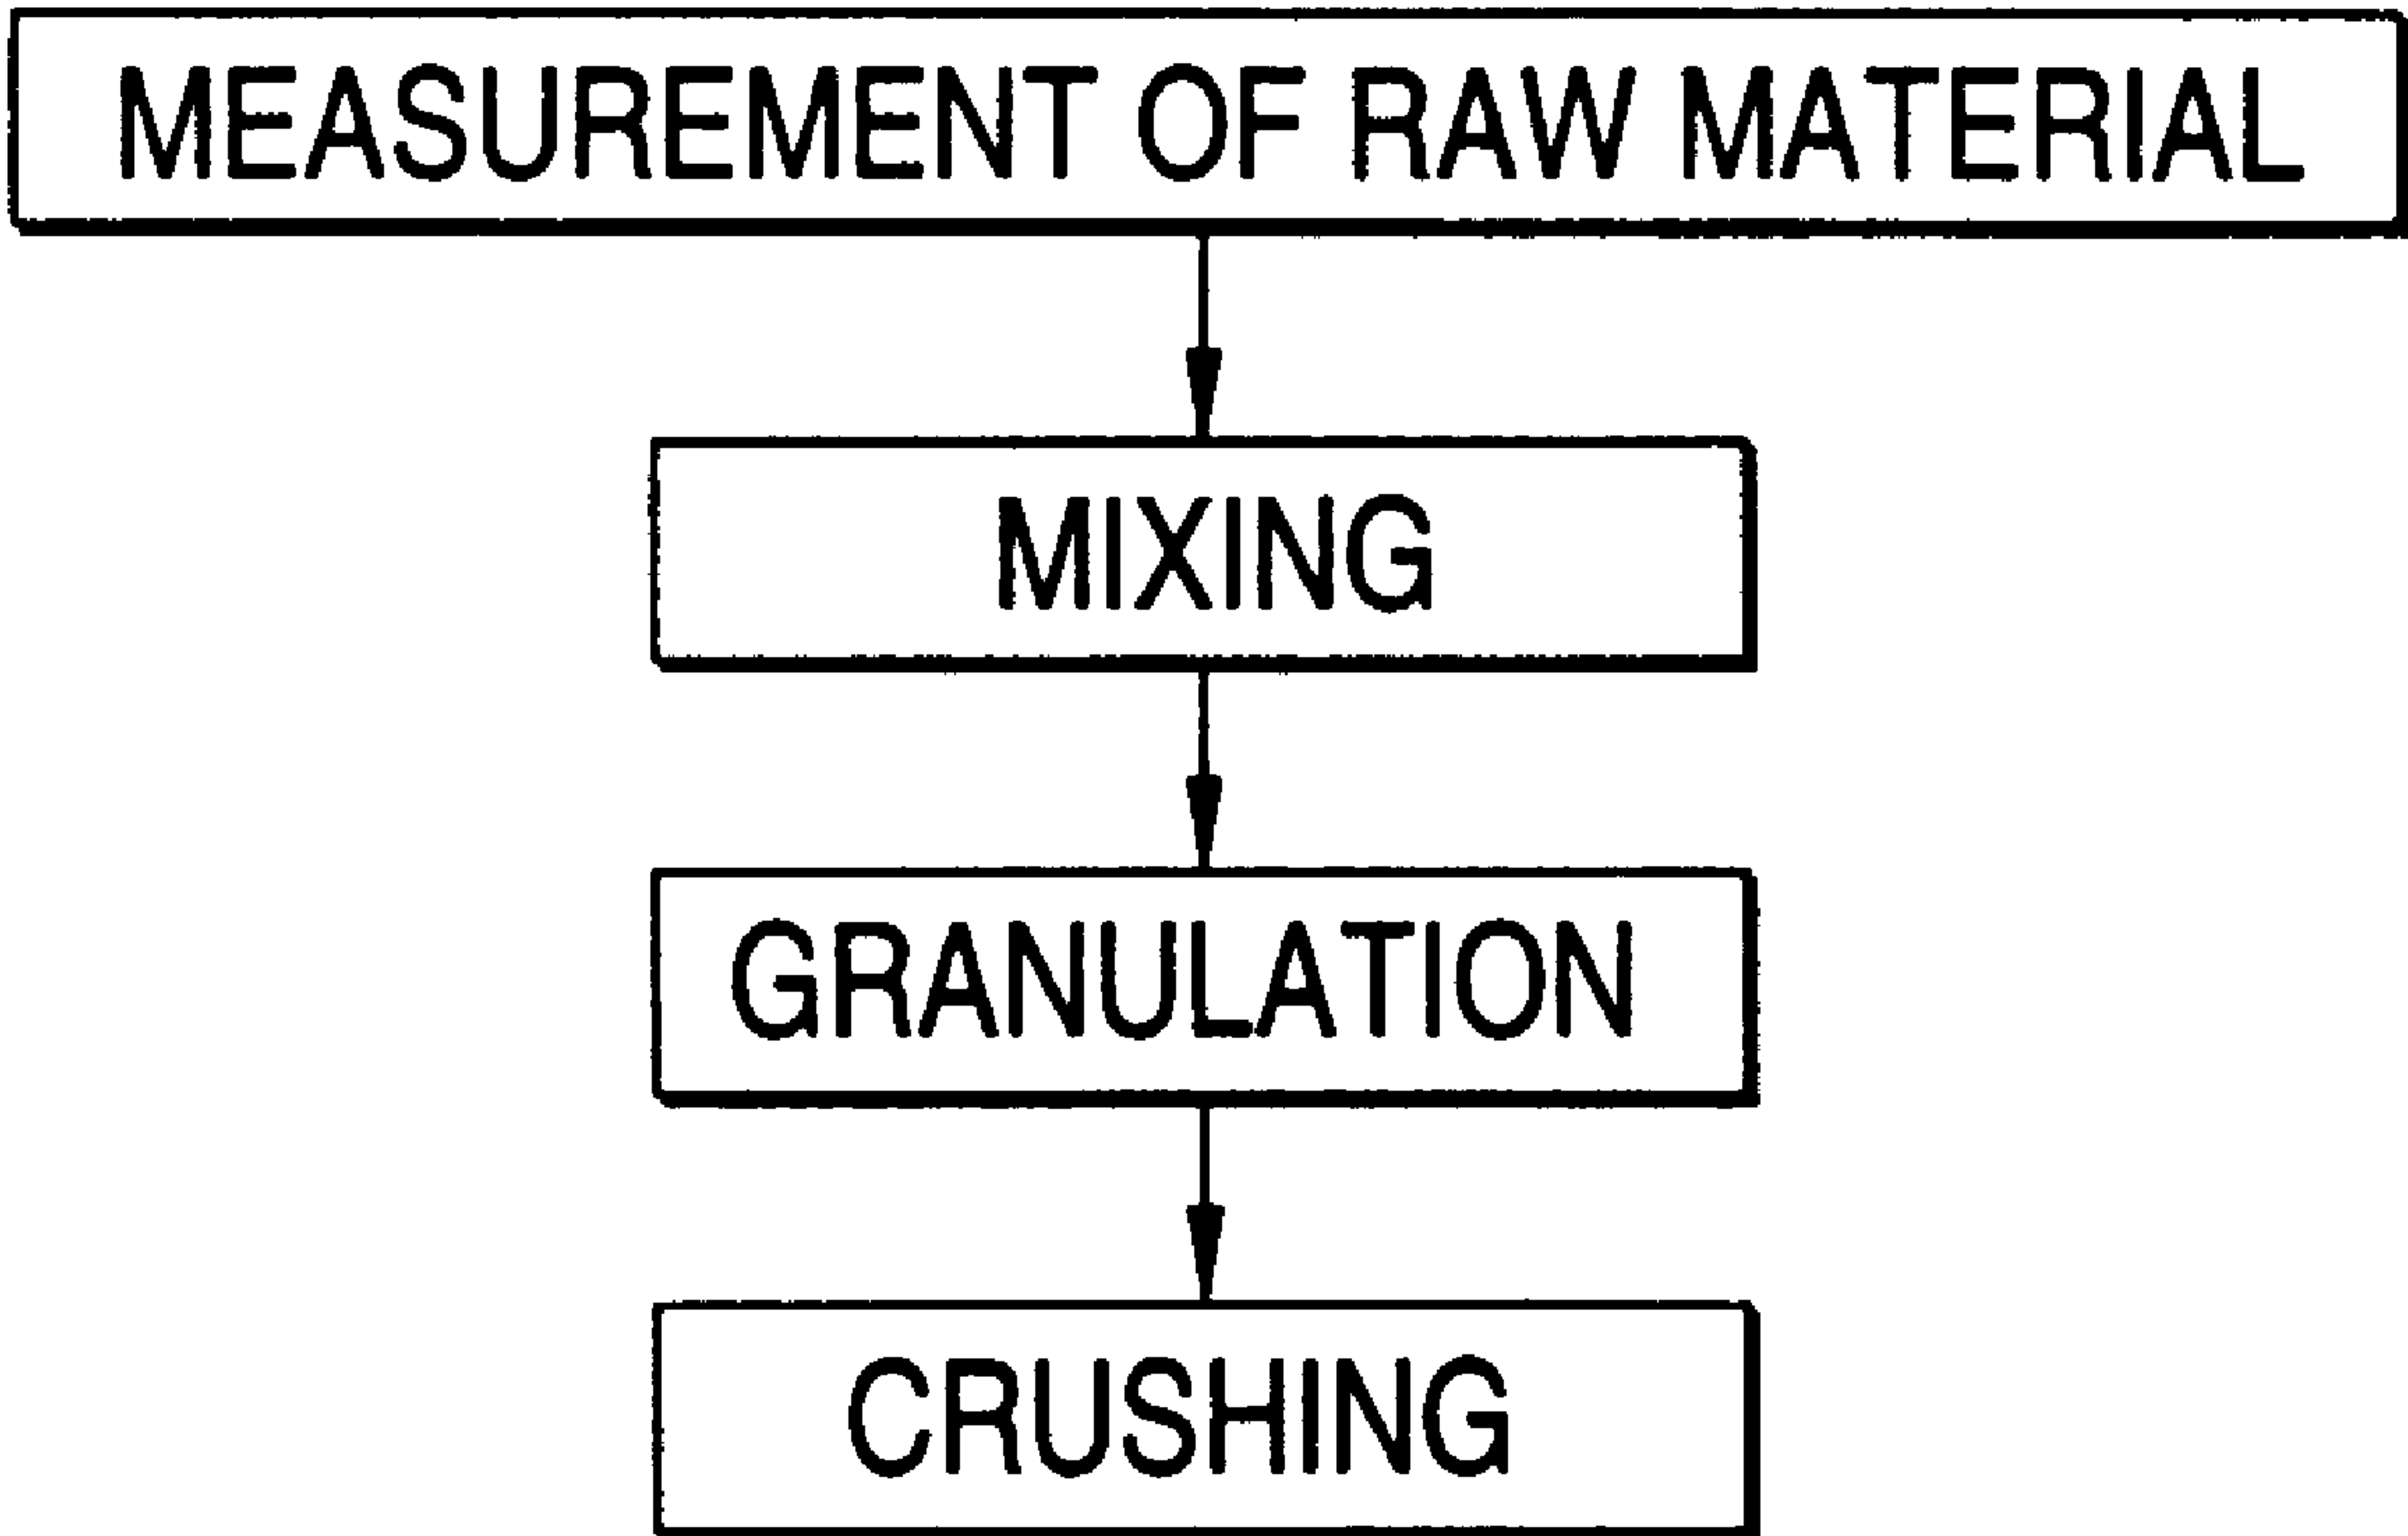 MEASUREMENT OF RAW MATERIAL
MIXING
GRANULATION
CRUSHING